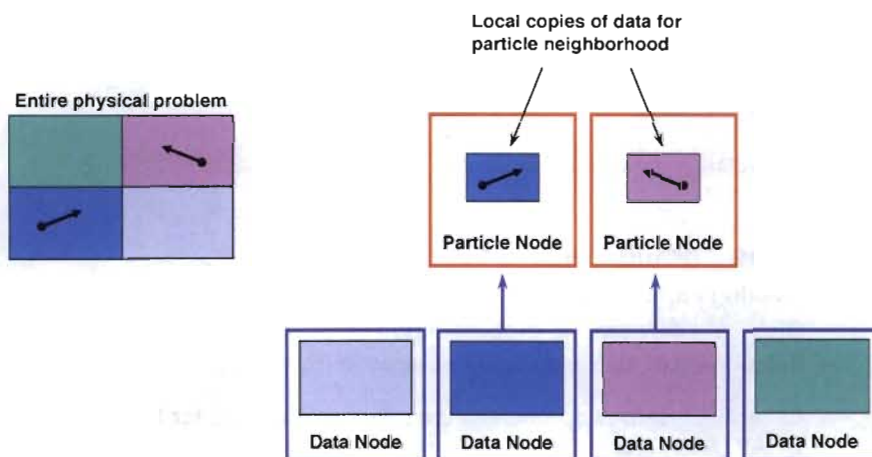 Local copies of data for
particle neighborhood
Entire physical problem
Particle Node
Particle Node
Data Node
Data Node
Data Node
Data Node